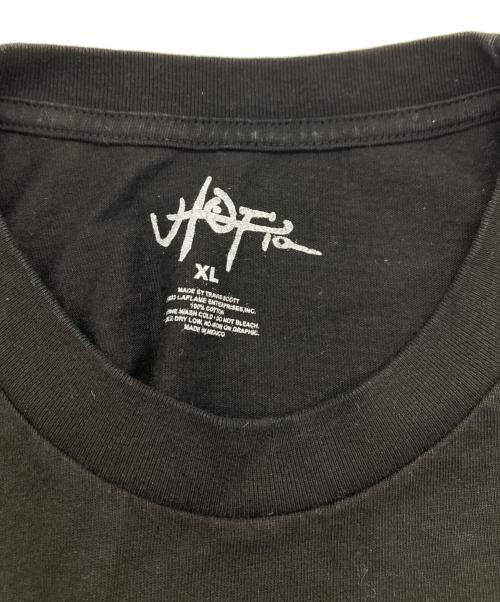 UTOPIA
XL
MADE BY TRAVIS SCOTT
LAFLAME ENTERPRISES, INC.
100% COTTON
WASH COLD · DO NOT BLEACH.
DRY LOW, NO-IRON ON GRAPHIC.
MADE IN MEXICO